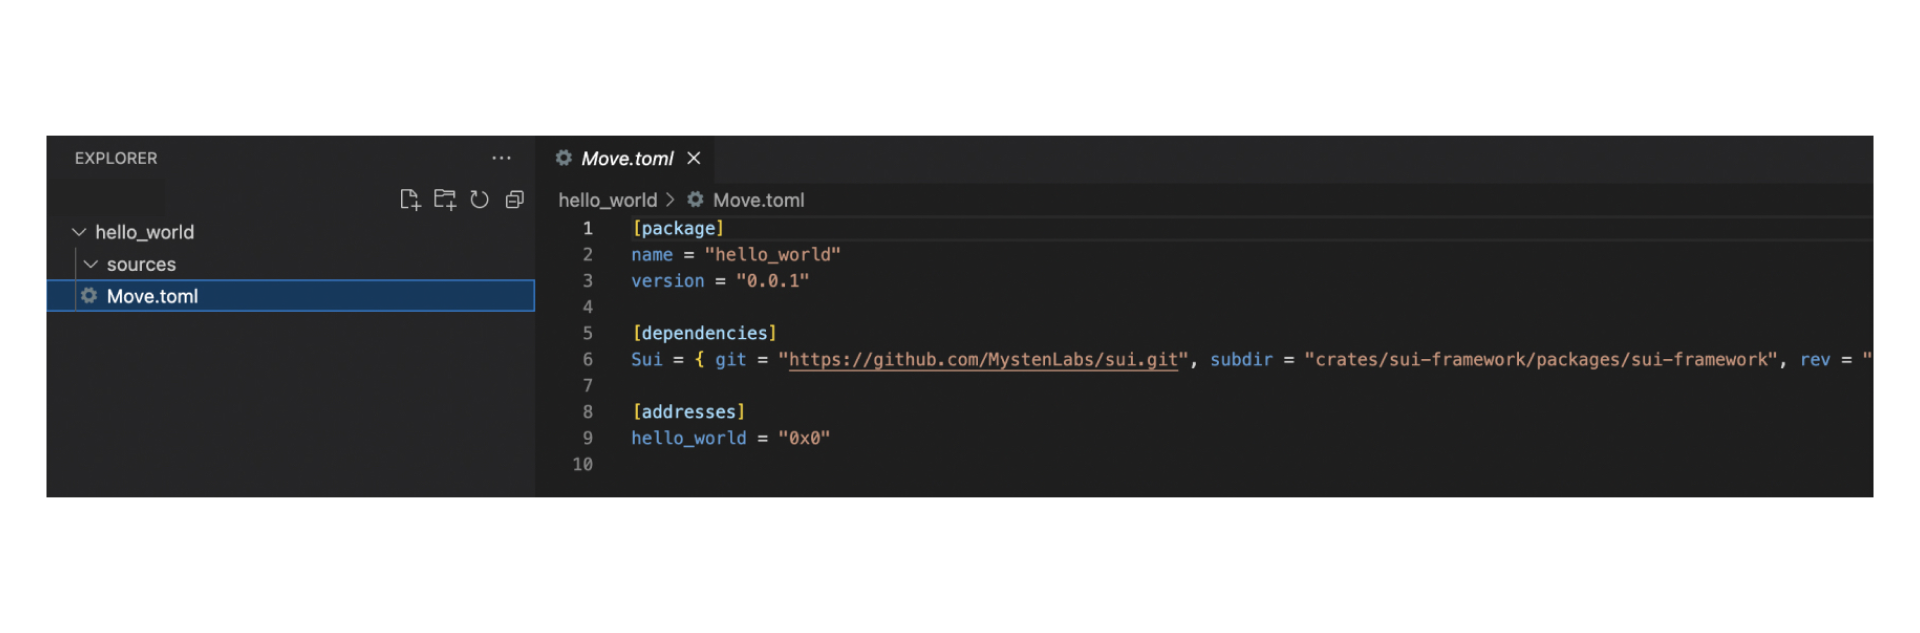 EXPLORER
hello_world
sources
Move.toml
Move.toml
hello_world > Move.toml
1 [package]
2 name = "hello_world"
3 version = "0.0.1"
4
5 [dependencies]
6 Sui = { git = "https://github.com/MystenLabs/sui.git", subdir = "crates/sui-framework/packages/sui-framework", rev = "
7
8 [addresses]
9 hello_world = "0x0"
10